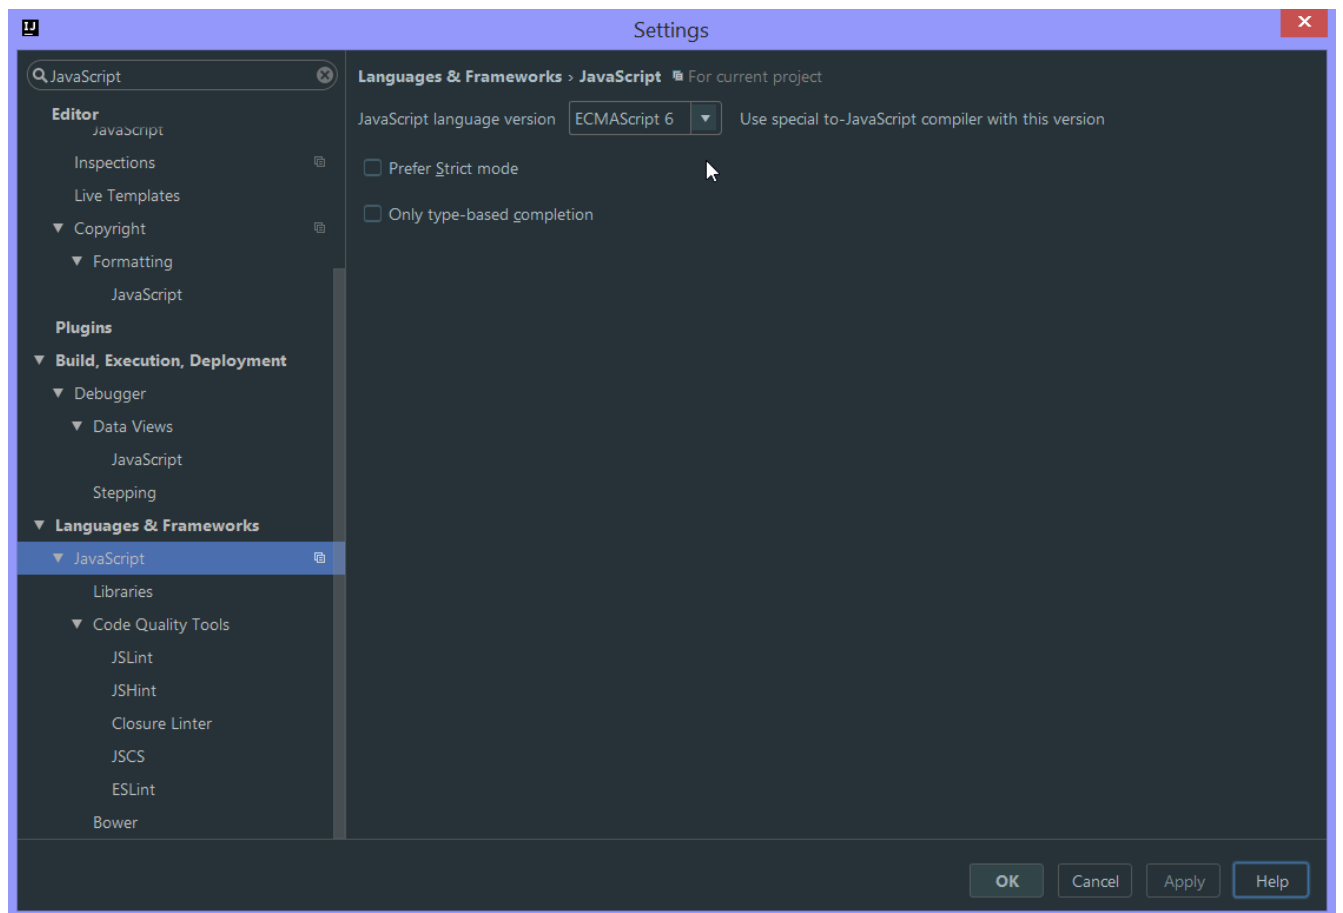 IJ
Settings
JavaScript
Editor
JavaScript
Inspections
Live Templates
Copyright
Formatting
JavaScript
Plugins
Build, Execution, Deployment
Debugger
Data Views
JavaScript
Stepping
Languages & Frameworks
JavaScript
Libraries
Code Quality Tools
JSLint
JSHint
Closure Linter
JSCS
ESLint
Bower
Languages & Frameworks › JavaScript For current project
JavaScript language version ECMAScript 6 Use special to-JavaScript compiler with this version
Prefer Strict mode
Only type-based completion
OK Cancel Apply Help